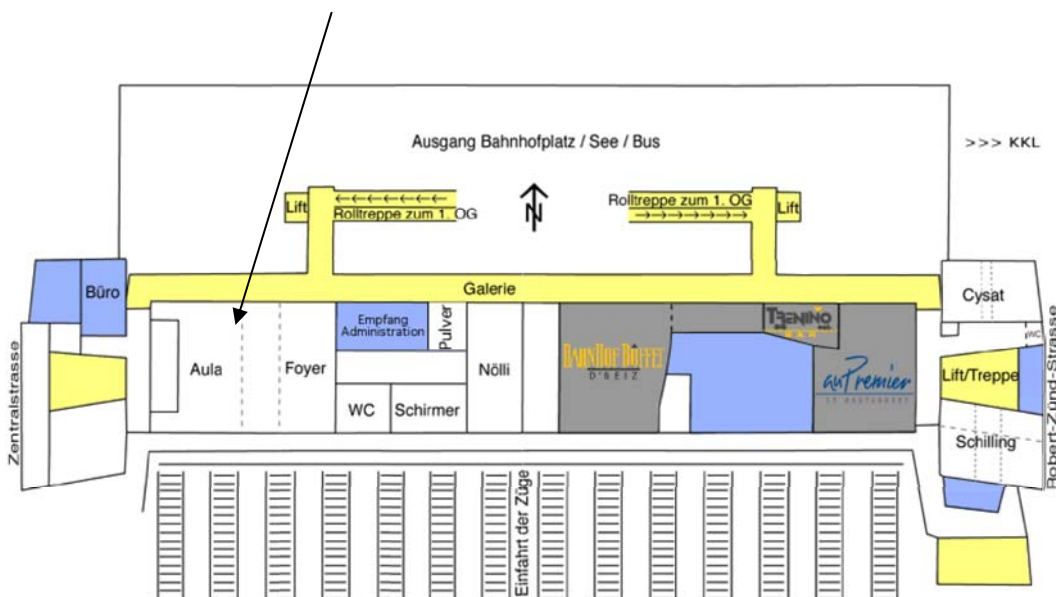 Ausgang Bahnhofplatz / See / Bus
>>> KKL
Lift
Rolltreppe zum 1. OG
N
Rolltreppe zum 1. OG
Lift
Büro
Galerie
Cysat
Empfang
Administration
Pulver
TRENINO
BAR
WC
Aula
Foyer
Nölli
BAHNHOF BÜFFET
D'BEIZ
au Premier
Lift/Treppe
WC
Schirmer
Schilling
Zentralstrasse
Robert-Zünd-Strasse
Einfahrt der Züge